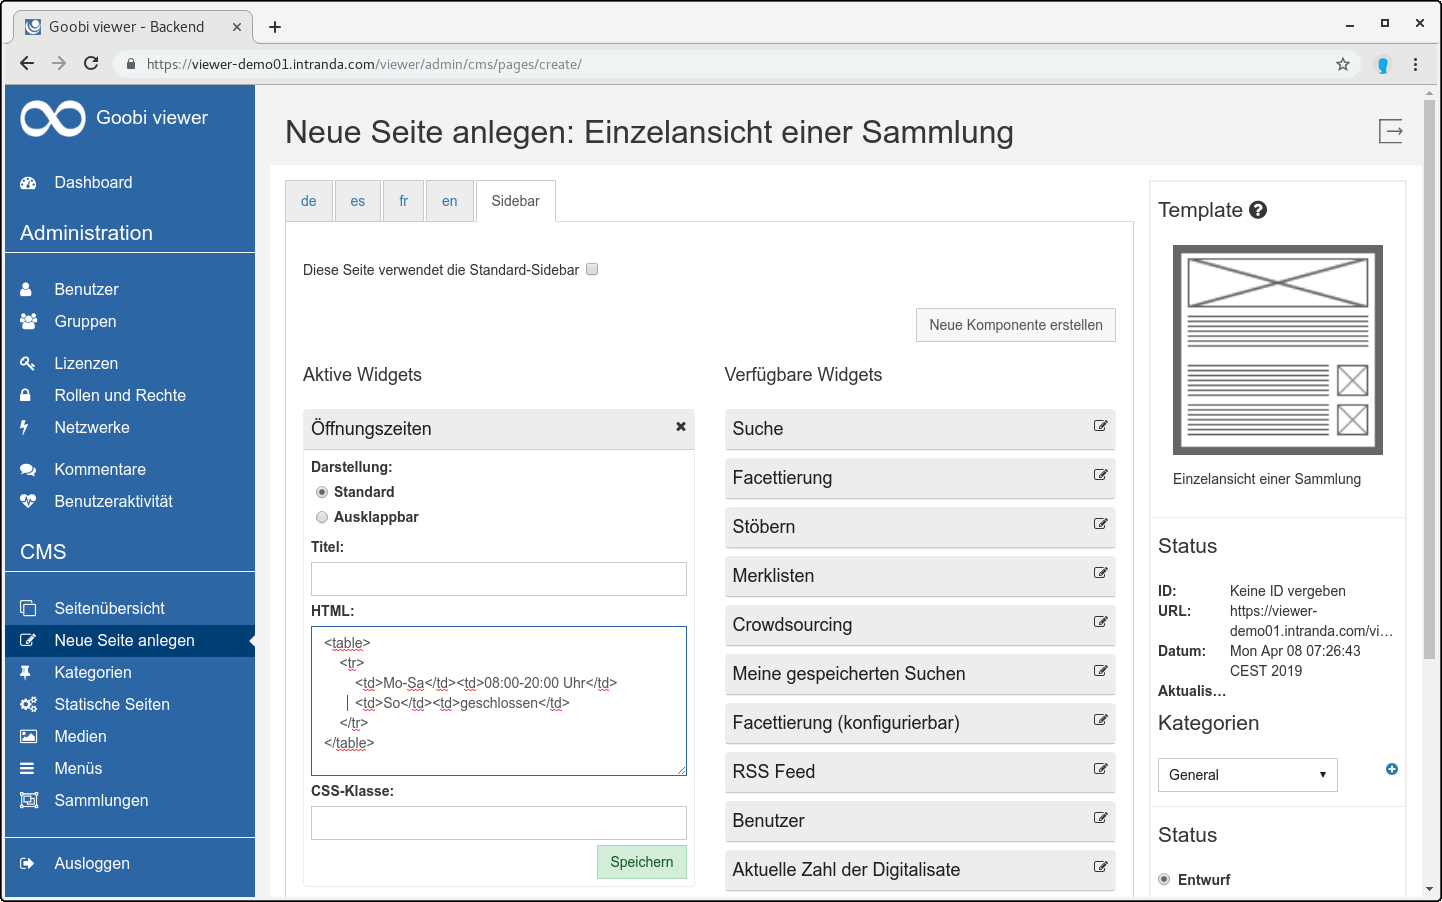 Goobi viewer - Backend
https://viewer-demo01.intranda.com/viewer/admin/cms/pages/create/
Goobi viewer
Dashboard
Administration
Benutzer
Gruppen
Lizenzen
Rollen und Rechte
Netzwerke
Kommentare
Benutzeraktivität
CMS
Seitenübersicht
Neue Seite anlegen
Kategorien
Statische Seiten
Medien
Menüs
Sammlungen
Ausloggen
Neue Seite anlegen: Einzelansicht einer Sammlung
de es fr en Sidebar
Diese Seite verwendet die Standard-Sidebar
Neue Komponente erstellen
Aktive Widgets
Öffnungszeiten
Darstellung:
Standard
Ausklappbar
Titel:
HTML:
<table>
<tr>
<td>Mo-Sa</td><td>08:00-20:00 Uhr</td>
<td>So</td><td>geschlossen</td>
</tr>
</table>
CSS-Klasse:
Speichern
Verfügbare Widgets
Suche
Facettierung
Stöbern
Merklisten
Crowdsourcing
Meine gespeicherten Suchen
Facettierung (konfigurierbar)
RSS Feed
Benutzer
Aktuelle Zahl der Digitalisate
Template
Einzelansicht einer Sammlung
Status
ID: Keine ID vergeben
URL: https://viewer-
demo01.intranda.com/vi…
Datum: Mon Apr 08 07:26:43
CEST 2019
Aktualis…
Kategorien
General
Status
Entwurf